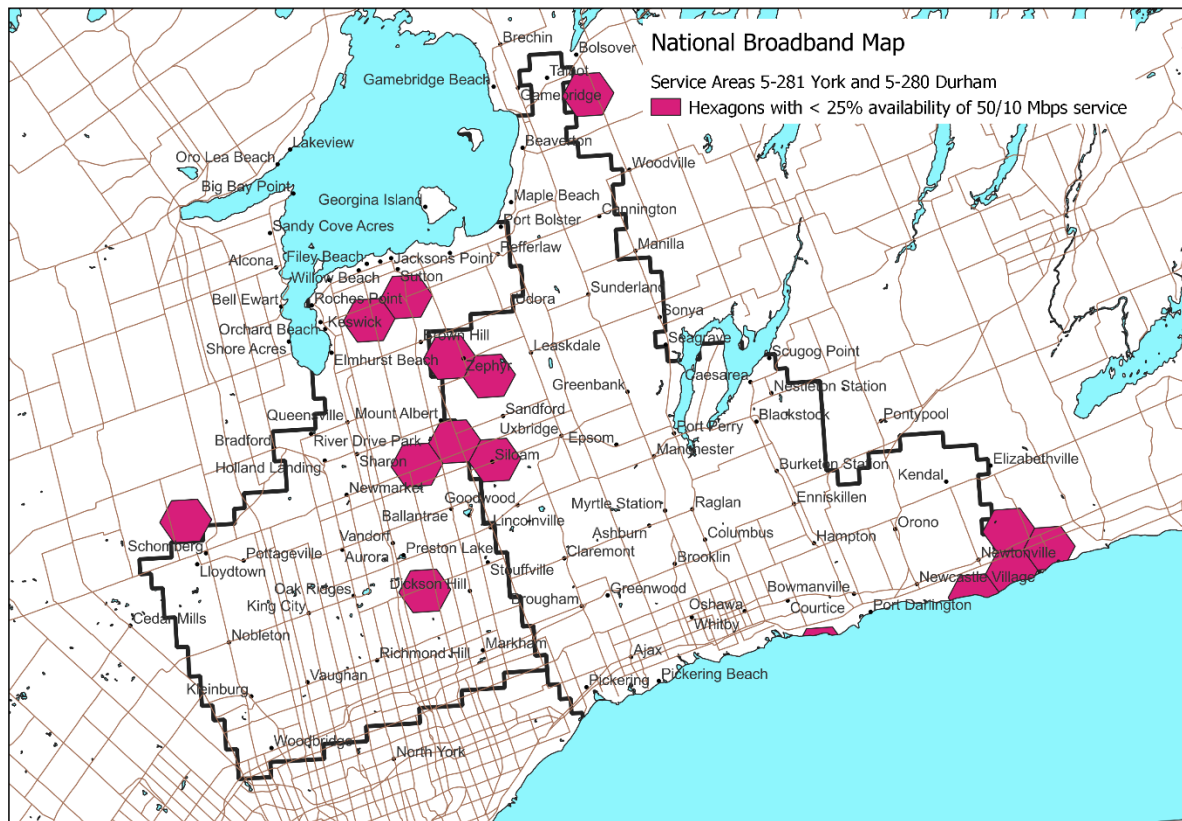 National Broadband Map
Service Areas 5-281 York and 5-280 Durham
Hexagons with < 25% availability of 50/10 Mbps service
Brechin
Bolsover
Talbot
Gamebridge Beach
Gamebridge
Lakeview
Beaverton
Oro Lea Beach
Woodville
Big Bay Point
Maple Beach
Georgina Island
Cannington
Port Bolster
Sandy Cove Acres
Pefferlaw
Manilla
Filey Beach
Jacksons Point
Alcona
Willow Beach
Sutton
Sunderland
Bell Ewart
Roches Point
Udora
Sonya
Keswick
Orchard Beach
Brown Hill
Seagrave
Shore Acres
Elmhurst Beach
Zephyr
Leaskdale
Scugog Point
Caesarea
Greenbank
Nestleton Station
Queensville
Mount Albert
Sandford
Blackstock
Pontypool
Uxbridge
Port Perry
Bradford
River Drive Park
Epsom
Manchester
Holland Landing
Sharon
Siloam
Burketon Station
Elizabethville
Kendal
Newmarket
Goodwood
Myrtle Station
Raglan
Enniskillen
Ballantrae
Lincolnville
Ashburn
Columbus
Orono
Schomberg
Pottageville
Vandorf
Preston Lake
Claremont
Brooklin
Hampton
Newtonville
Lloydtown
Aurora
Stouffville
Oak Ridges
Dickson Hill
Newcastle Village
King City
Brougham
Greenwood
Bowmanville
Cedar Mills
Oshawa
Courtice
Port Darlington
Nobleton
Whitby
Richmond Hill
Markham
Ajax
Vaughan
Kleinburg
Pickering
Pickering Beach
Woodbridge
North York